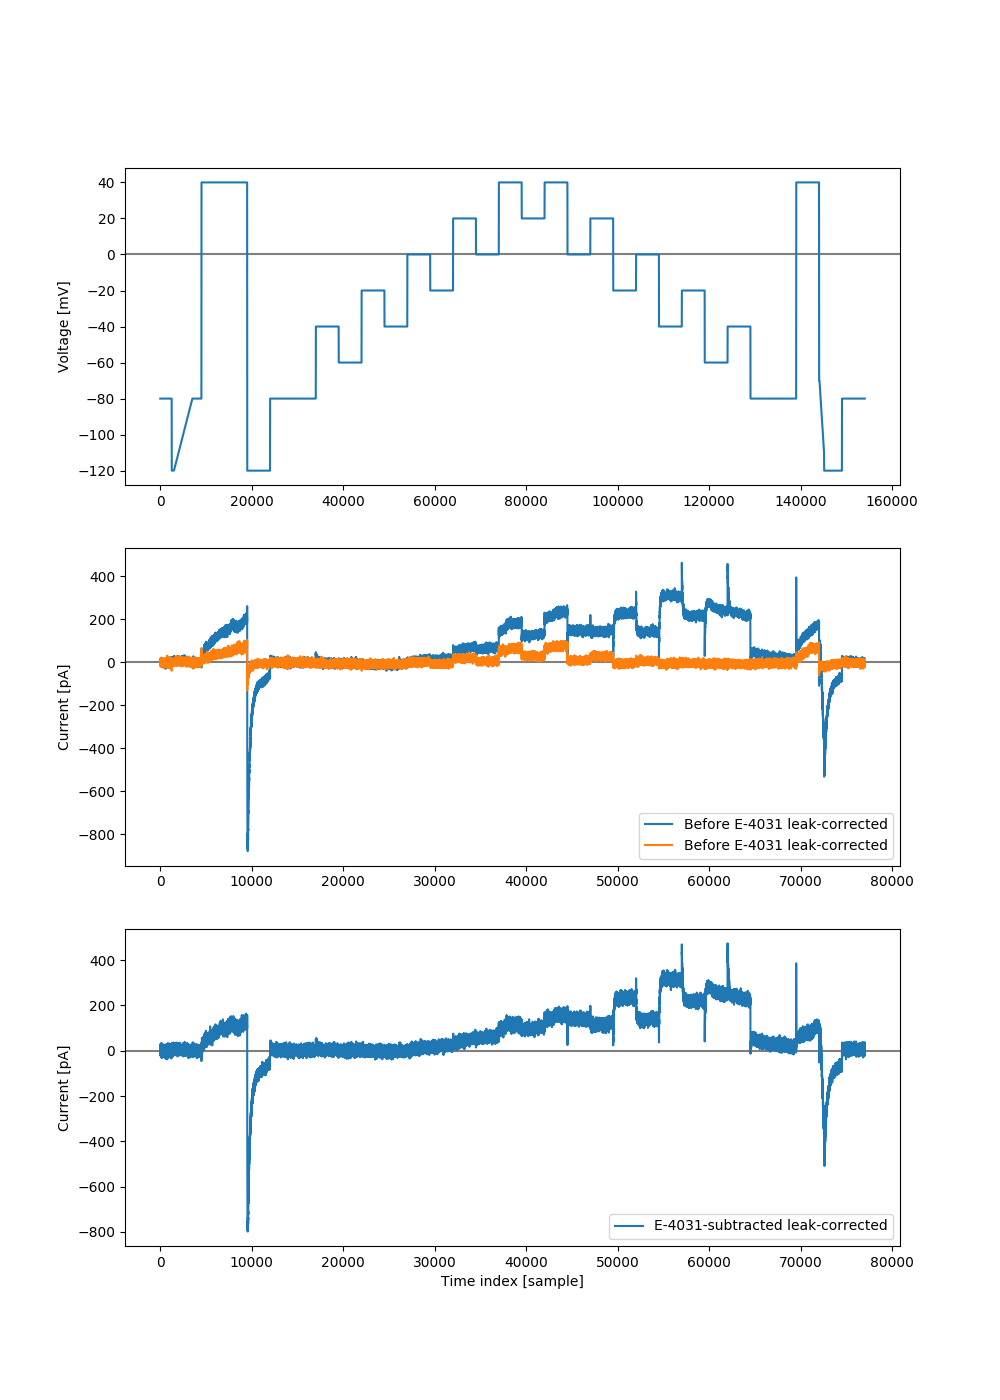 40
20
0
−20
−40
−60
−80
−100
−120
Voltage [mV]
0 20000 40000 60000 80000 100000 120000 140000 160000
400
200
0
−200
−400
−600
−800
Current [pA]
Before E-4031 leak-corrected
Before E-4031 leak-corrected
0 10000 20000 30000 40000 50000 60000 70000 80000
400
200
0
−200
−400
−600
−800
Current [pA]
E-4031-subtracted leak-corrected
0 10000 20000 30000 40000 50000 60000 70000 80000
Time index [sample]